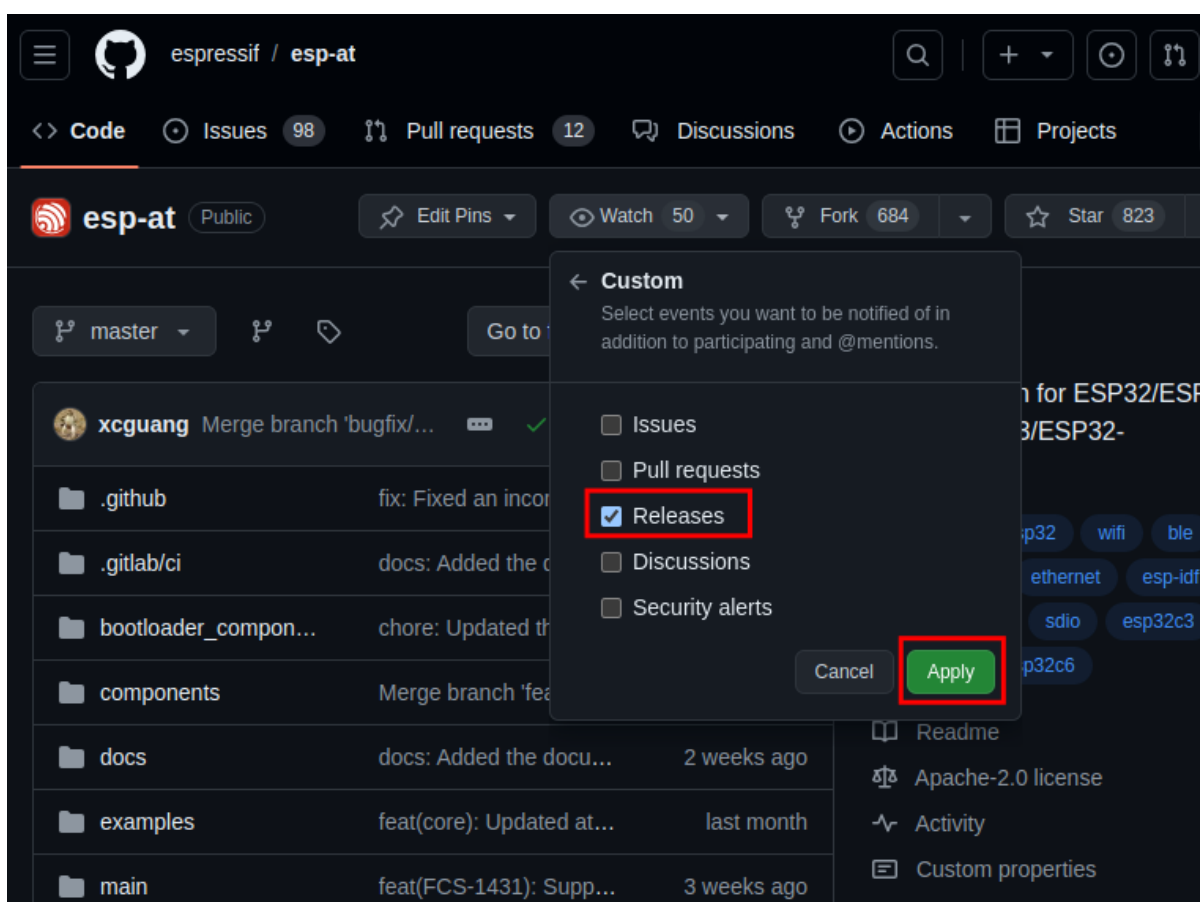 espressif / esp-at
Code Issues 98 Pull requests 12 Discussions Actions Projects
esp-at Public Edit Pins Watch 50 Fork 684 Star 823
Custom
Select events you want to be notified of in
addition to participating and @mentions.
master Go to
for ESP32/ESP
/ESP32-
xcguang Merge branch 'bugfix/…
Issues
Pull requests
Releases
Discussions
Security alerts
Cancel Apply
.github fix: Fixed an incor
.gitlab/ci docs: Added the
bootloader_compon… chore: Updated th
components Merge branch 'fea
docs docs: Added the docu… 2 weeks ago
examples feat(core): Updated at… last month
main feat(FCS-1431): Supp… 3 weeks ago
p32 wifi ble
ethernet esp-idf
sdio esp32c3
p32c6
Readme
Apache-2.0 license
Activity
Custom properties